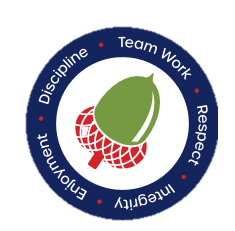 Team Work
Respect
Integrity
Enjoyment
Discipline